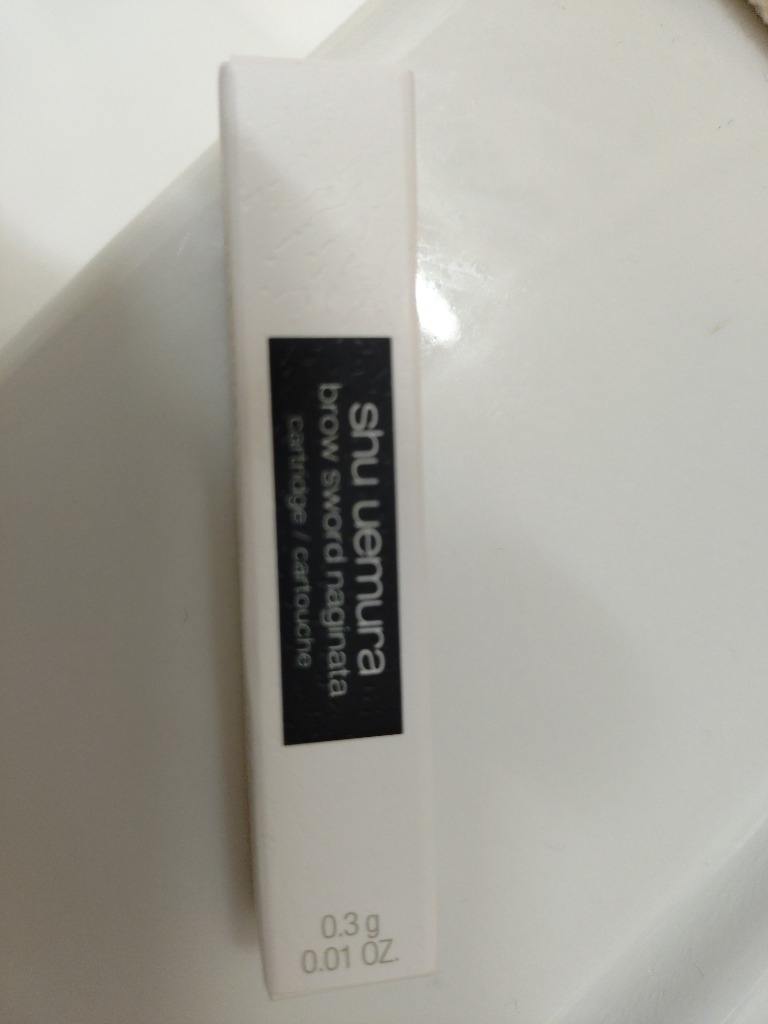 shu uemura
brow sword naginata
cartridge / cartouche
0.3 g
0.01 OZ.